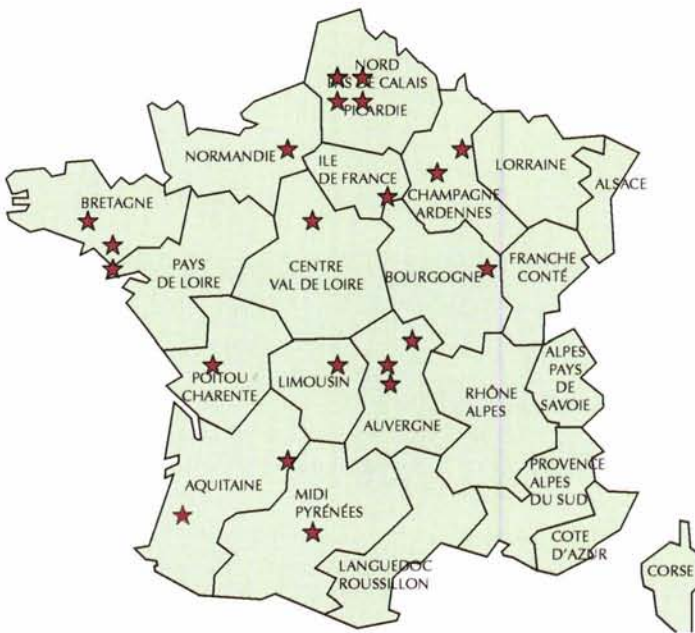 NORD
PAS DE CALAIS
PICARDIE
NORMANDIE
ILE
DE FRANCE
LORRAINE
CHAMPAGNE
ARDENNES
ALSACE
BRETAGNE
PAYS
DE LOIRE
CENTRE
VAL DE LOIRE
BOURGOGNE
FRANCHE
CONTÉ
POITOU
CHARENTE
LIMOUSIN
AUVERGNE
RHÔNE
ALPES
ALPES
PAYS
DE
SAVOIE
AQUITAINE
MIDI
PYRÉNÉES
PROVENCE
ALPES
DU SUD
COTE
D'AZUR
LANGUEDOC
ROUSSILLON
CORSE